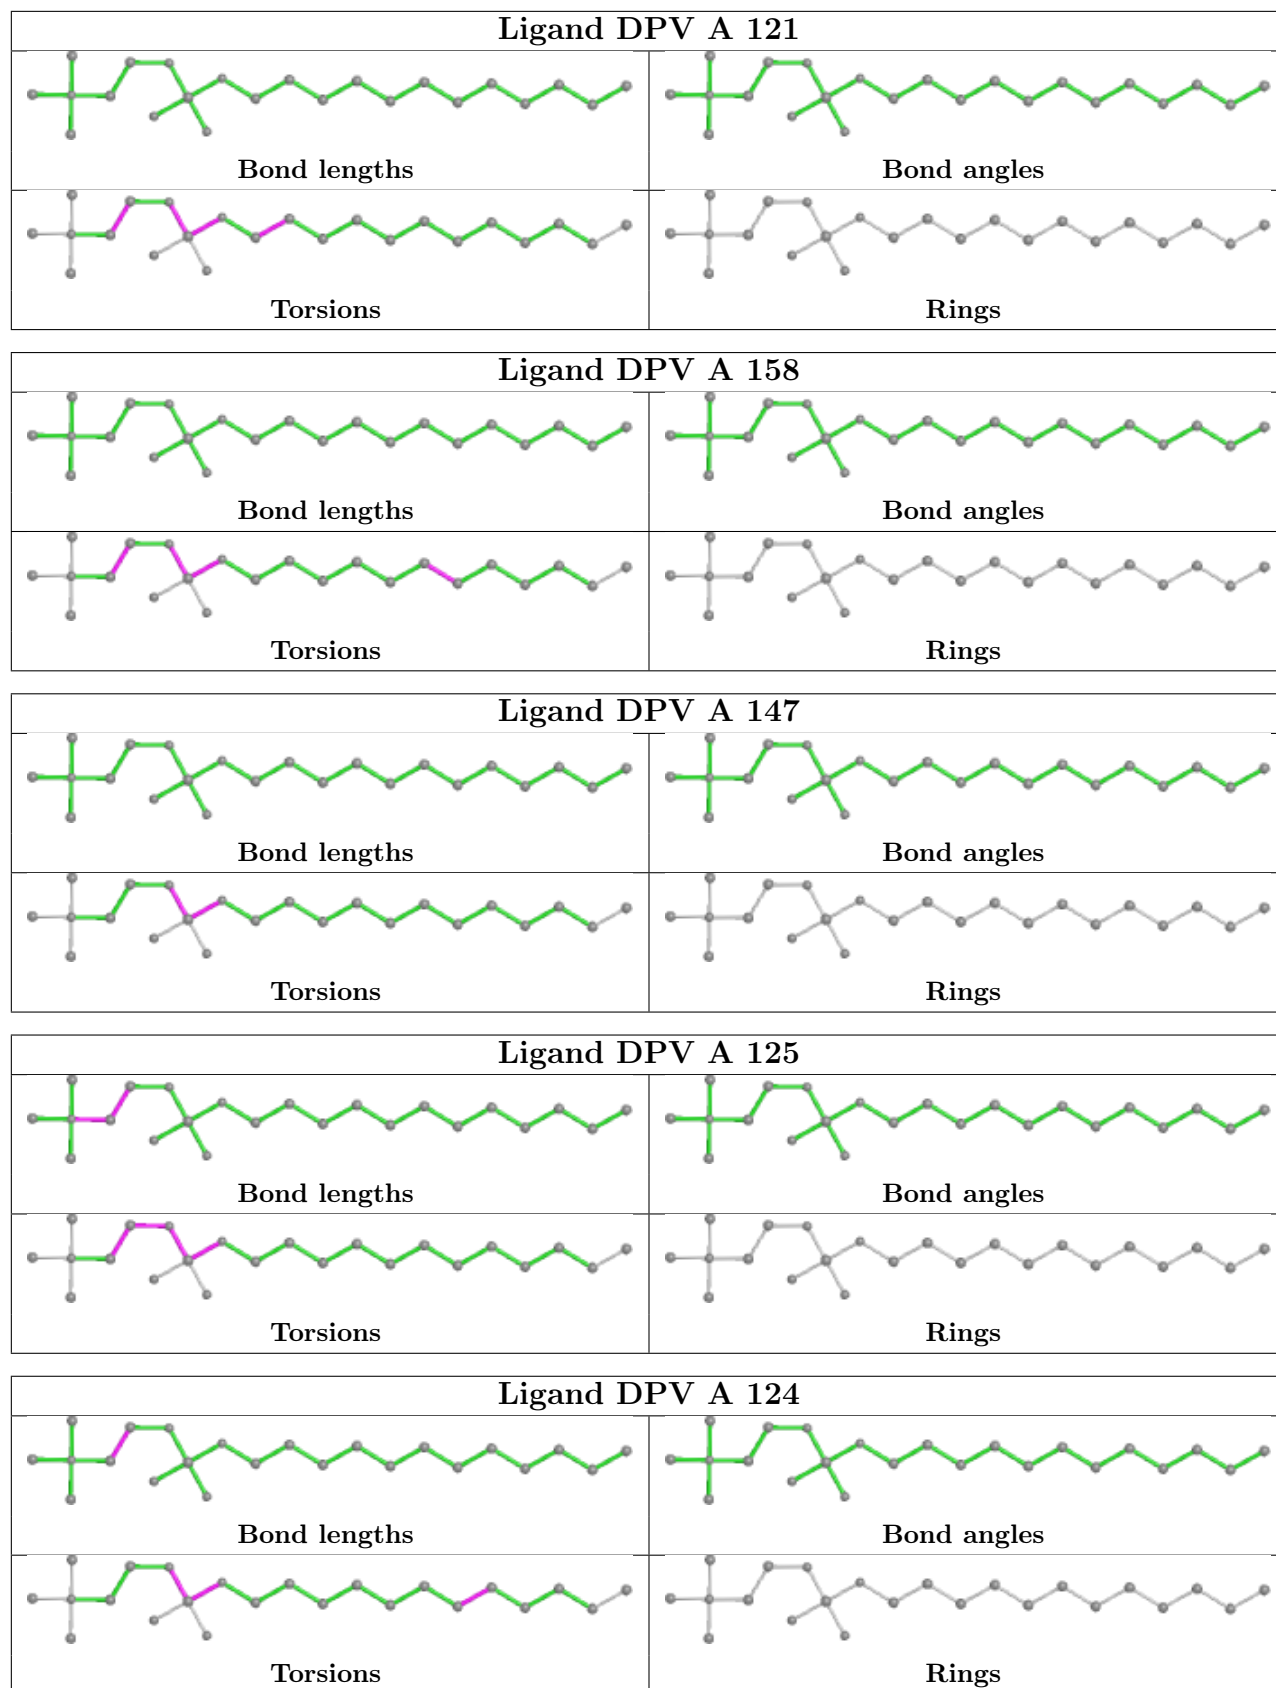 Ligand DPV A 121
Bond lengths
Bond angles
Torsions
Rings
Ligand DPV A 158
Bond lengths
Bond angles
Torsions
Rings
Ligand DPV A 147
Bond lengths
Bond angles
Torsions
Rings
Ligand DPV A 125
Bond lengths
Bond angles
Torsions
Rings
Ligand DPV A 124
Bond lengths
Bond angles
Torsions
Rings